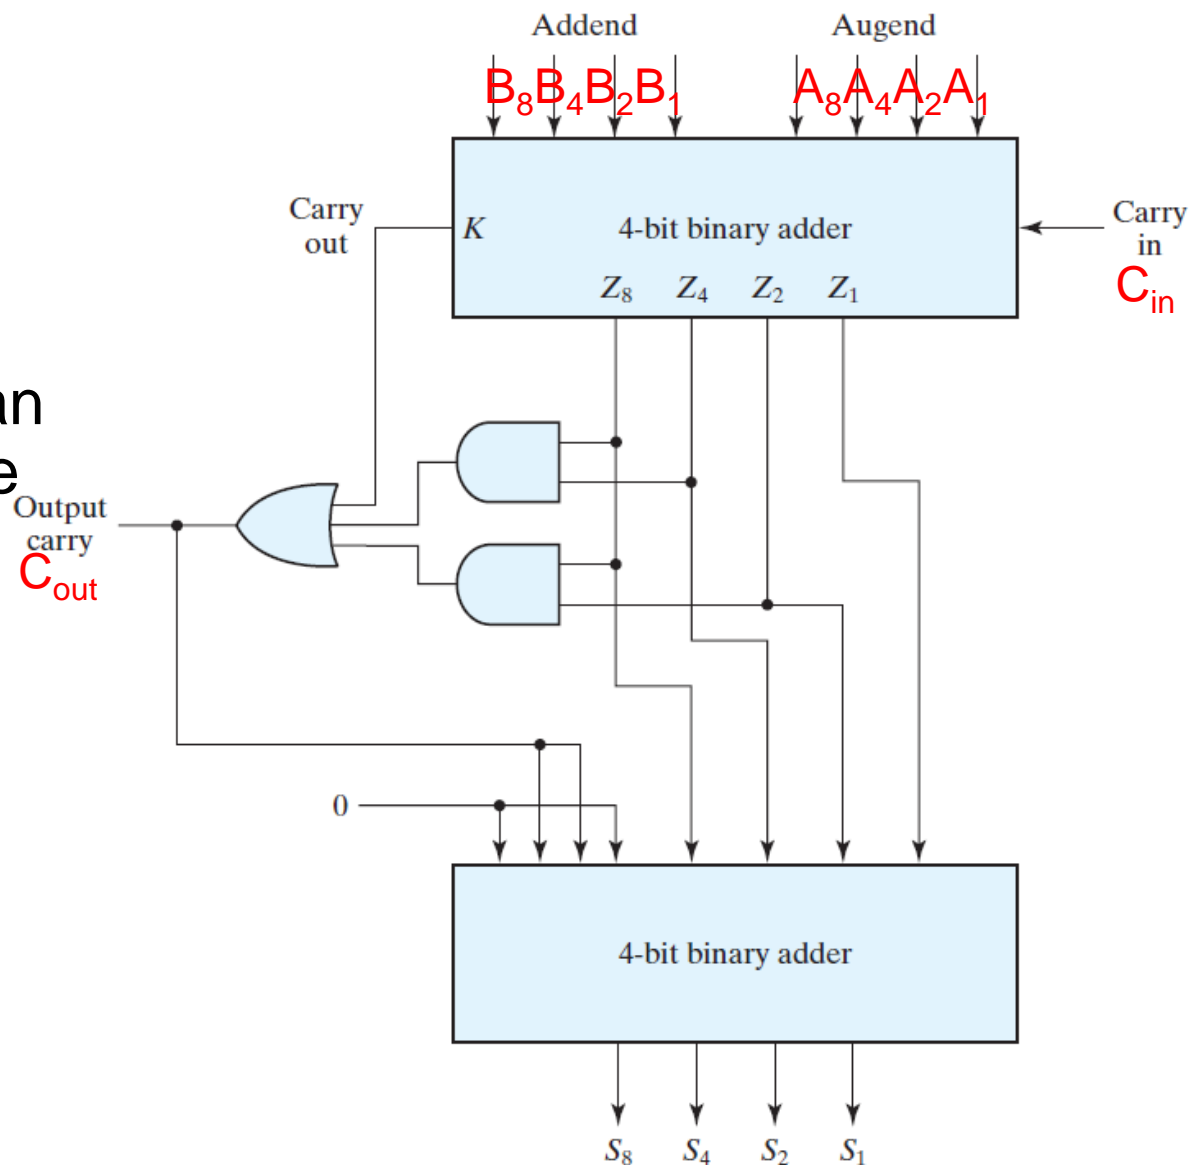 Addend Augend
B8B4B2B1 A8A4A2A1
Carry out
K 4-bit binary adder
Carry in
Cin
Z8 Z4 Z2 Z1
an
e
Output carry
Cout
0
4-bit binary adder
S8 S4 S2 S1